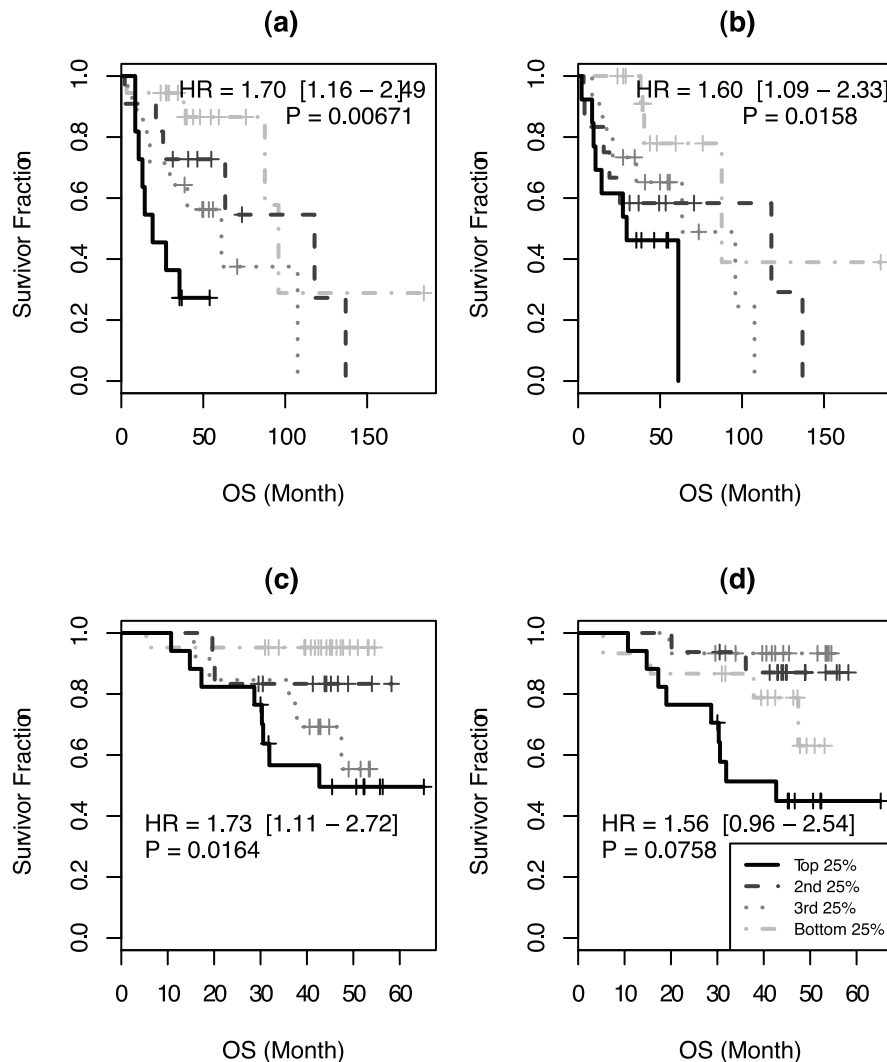 (a)
HR = 1.70 [1.16 − 2.49]
P = 0.00671
Survivor Fraction
0.0 0.2 0.4 0.6 0.8 1.0
0 50 100 150
OS (Month)
(b)
HR = 1.60 [1.09 − 2.33]
P = 0.0158
Survivor Fraction
0.0 0.2 0.4 0.6 0.8 1.0
0 50 100 150
OS (Month)
(c)
Survivor Fraction
0.0 0.2 0.4 0.6 0.8 1.0
HR = 1.73 [1.11 − 2.72]
P = 0.0164
0 10 20 30 40 50 60
OS (Month)
(d)
Survivor Fraction
0.0 0.2 0.4 0.6 0.8 1.0
HR = 1.56 [0.96 − 2.54]
P = 0.0758
Top 25%
2nd 25%
3rd 25%
Bottom 25%
0 10 20 30 40 50 60
OS (Month)